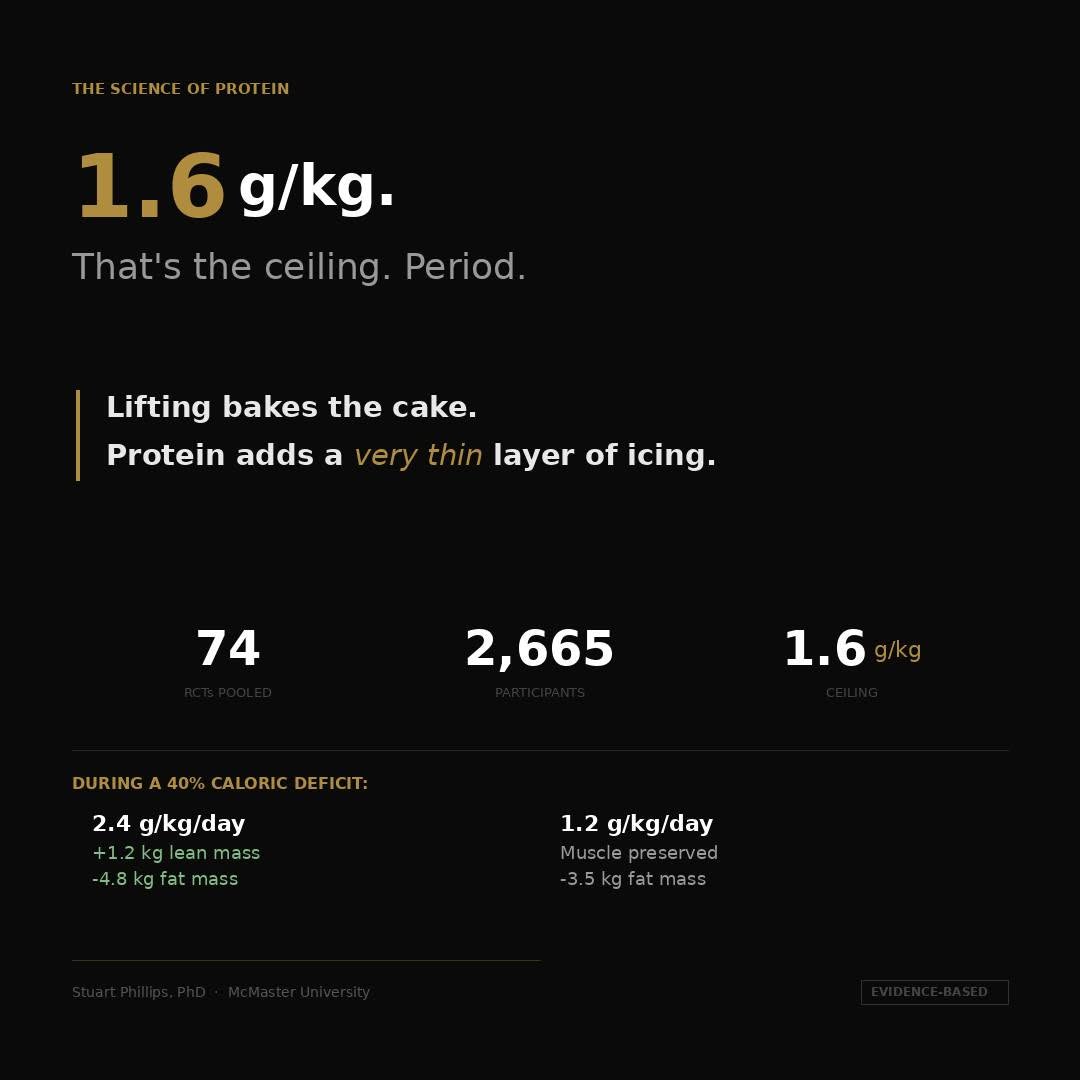 THE SCIENCE OF PROTEIN
1.6 g/kg.
That's the ceiling. Period.
Lifting bakes the cake.
Protein adds a very thin layer of icing.
74 2,665 1.6 g/kg
RCTs POOLED PARTICIPANTS CEILING
DURING A 40% CALORIC DEFICIT:
2.4 g/kg/day 1.2 g/kg/day
+1.2 kg lean mass Muscle preserved
-4.8 kg fat mass -3.5 kg fat mass
Stuart Phillips, PhD · McMaster University EVIDENCE-BASED